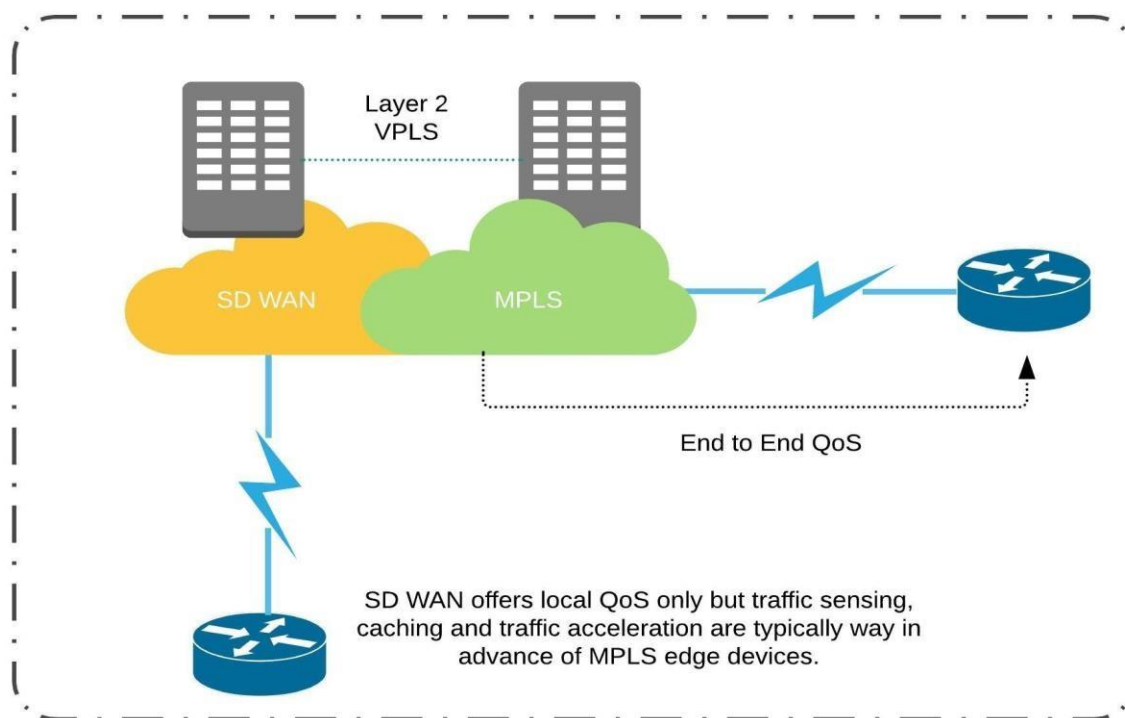 Layer 2
VPLS
SD WAN
MPLS
End to End QoS
SD WAN offers local QoS only but traffic sensing,
caching and traffic acceleration are typically way in
advance of MPLS edge devices.